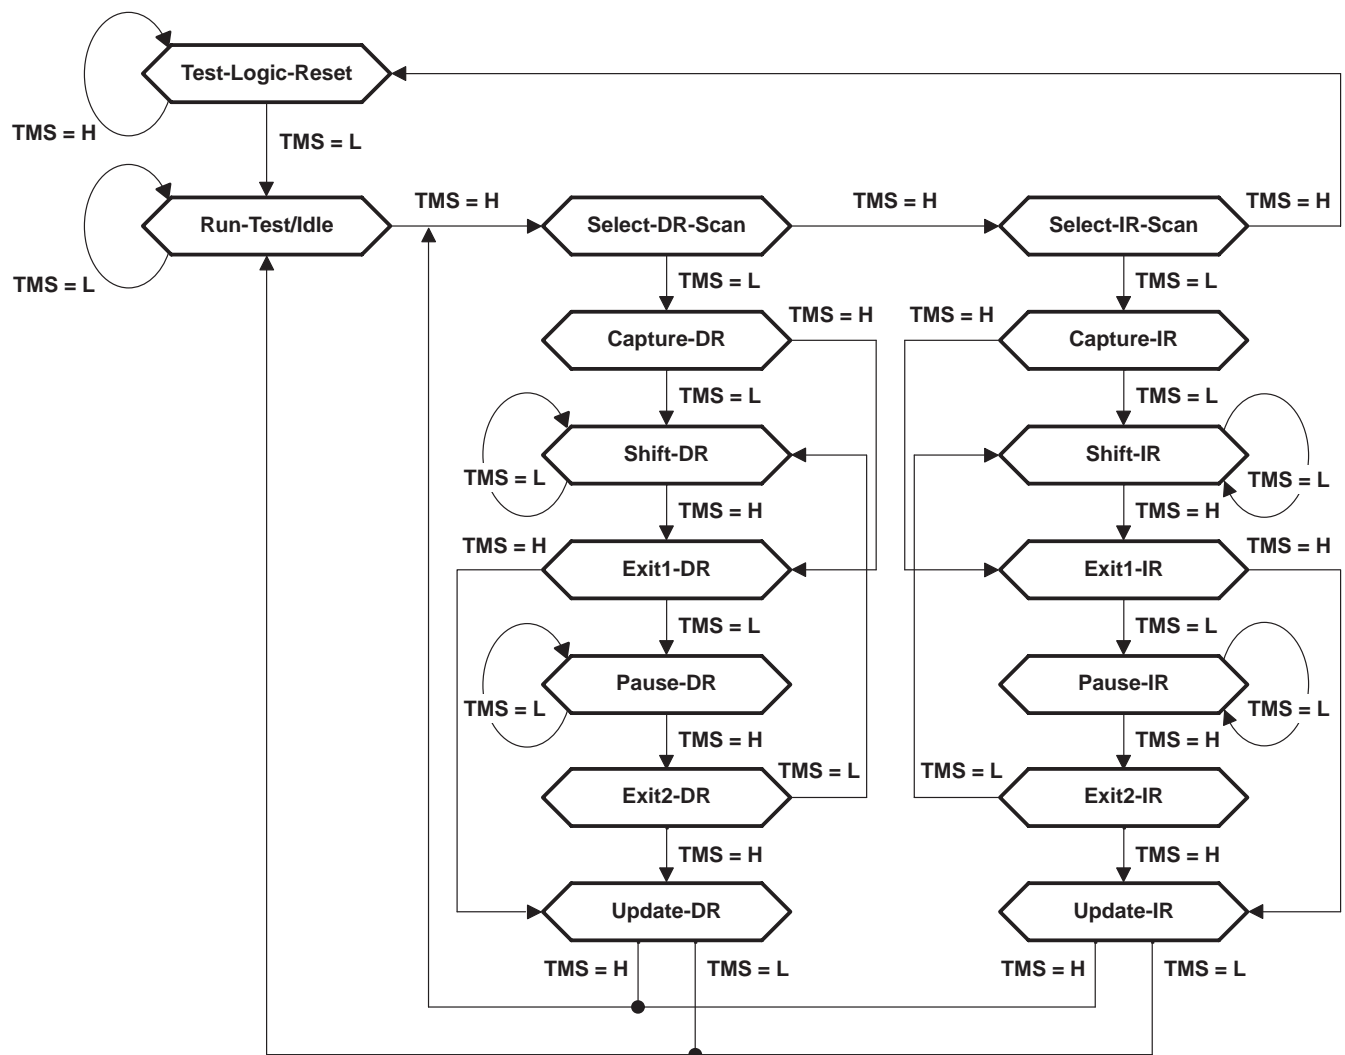 Test-Logic-Reset
TMS = H
TMS = L
TMS = H
TMS = H
TMS = H
Run-Test/Idle
Select-DR-Scan
Select-IR-Scan
TMS = L
TMS = L
TMS = L
TMS = H
TMS = H
Capture-DR
Capture-IR
TMS = L
TMS = L
Shift-DR
Shift-IR
TMS = L
TMS = L
TMS = H
TMS = H
TMS = H
TMS = H
Exit1-DR
Exit1-IR
TMS = L
TMS = L
Pause-DR
Pause-IR
TMS = L
TMS = L
TMS = H
TMS = H
TMS = L
TMS = L
Exit2-DR
Exit2-IR
TMS = H
TMS = H
Update-DR
Update-IR
TMS = H
TMS = L
TMS = H
TMS = L